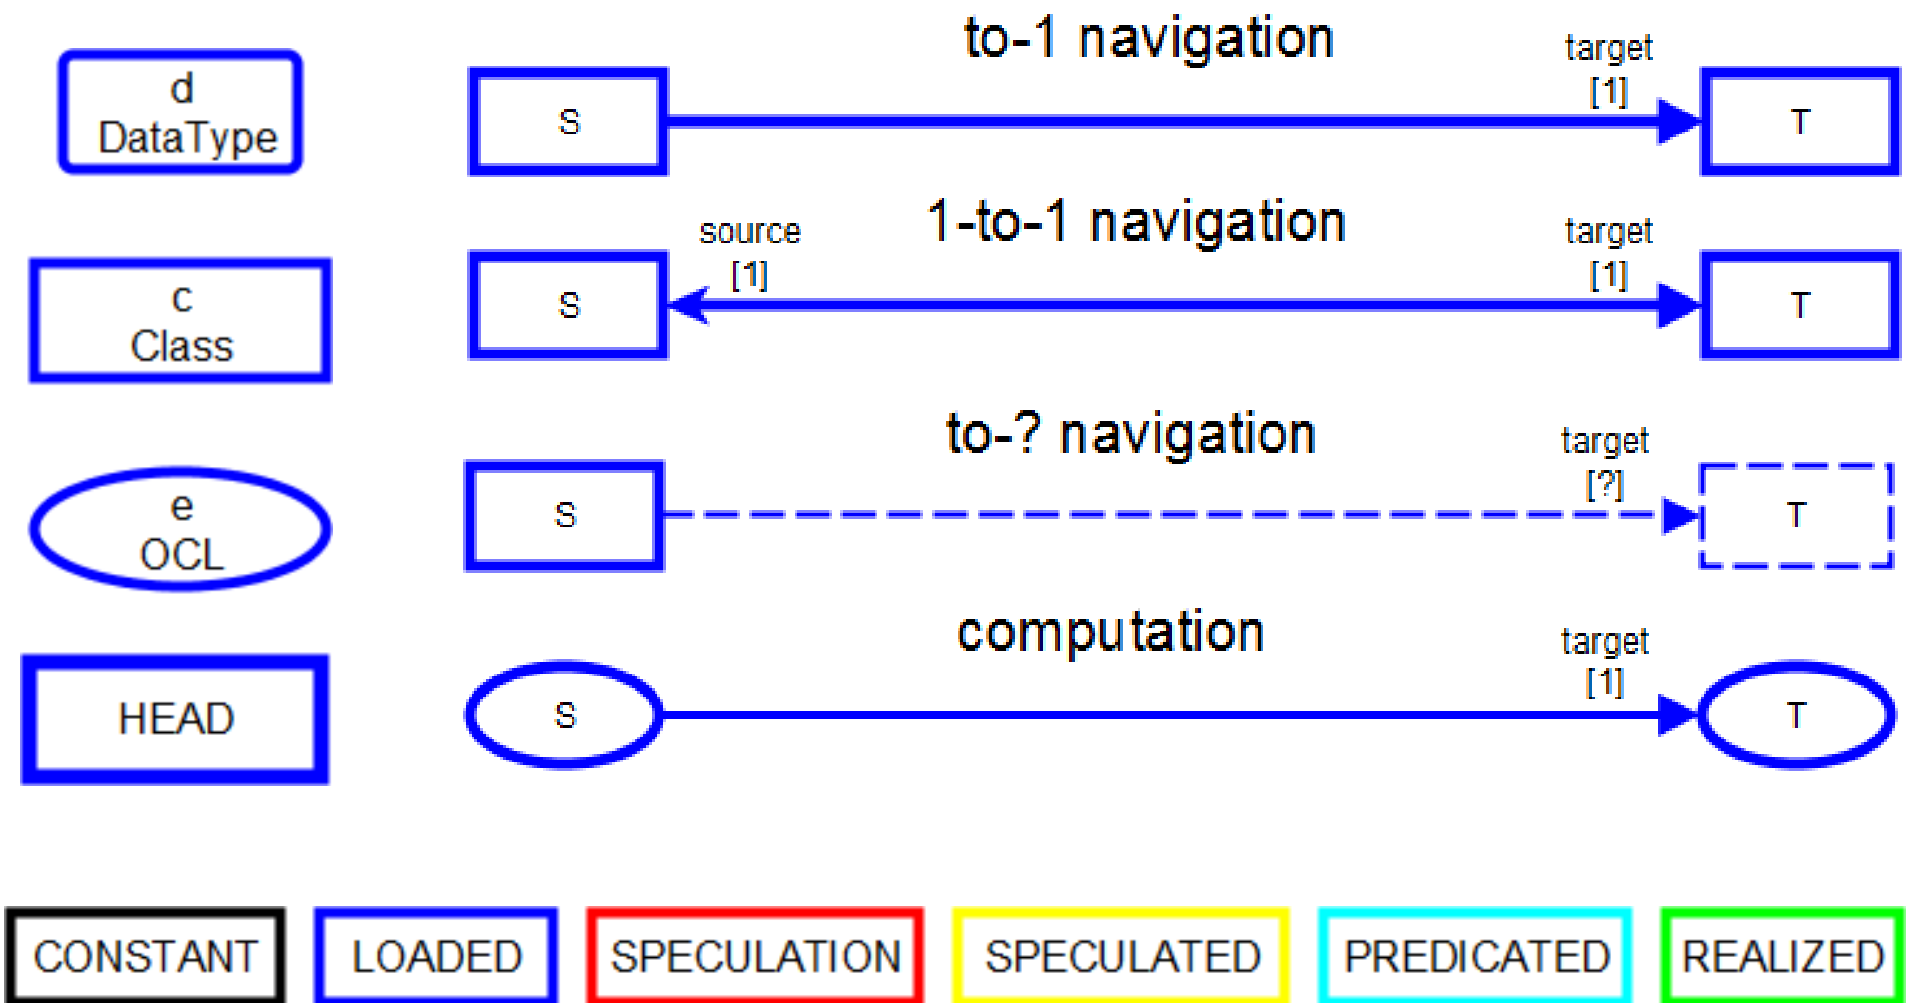 d
DataType
to-1 navigation
target
[1]
S
T
c
Class
1-to-1 navigation
source
[1]
target
[1]
S
T
e
OCL
to-? navigation
target
[?]
S
T
HEAD
computation
target
[1]
S
T
CONSTANT
LOADED
SPECULATION
SPECULATED
PREDICATED
REALIZED